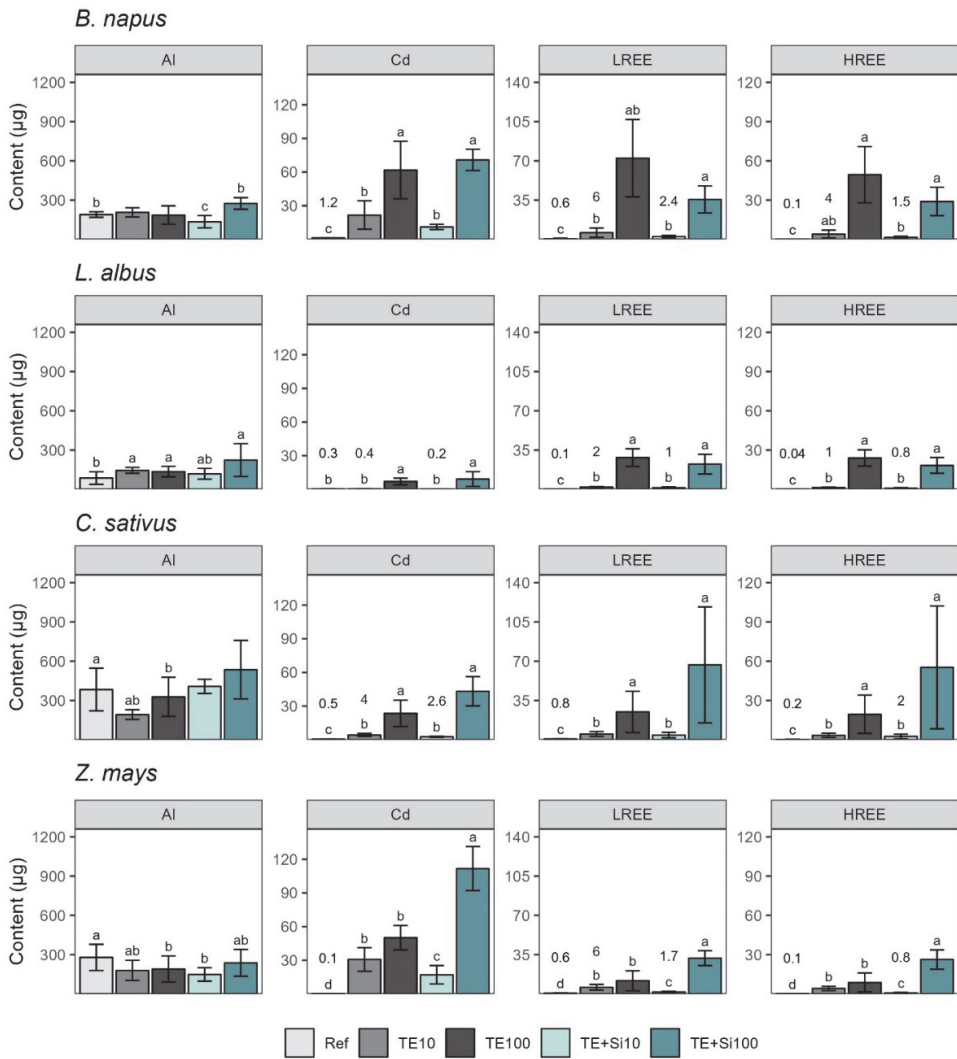 B. napus
Al Cd LREE HREE
Content (µg)
1200 900 600 300
b b c b
120 90 60 30
1.2 c b a b a
140 105 70 35
0.6 c 6 b ab 2.4 b a
120 90 60 30
0.1 c 4 ab a 1.5 b a
L. albus
Al Cd LREE HREE
Content (µg)
1200 900 600 300
b a a ab a
120 90 60 30
0.3 b 0.4 b a 0.2 b a
140 105 70 35
0.1 c 2 b a 1 b a
120 90 60 30
0.04 c 1 b a 0.8 b a
C. sativus
Al Cd LREE HREE
Content (µg)
1200 900 600 300
a ab b
120 90 60 30
0.5 c 4 b a 2.6 b a
140 105 70 35
0.8 c b a b a
120 90 60 30
0.2 c b a 2 b a
Z. mays
Al Cd LREE HREE
Content (µg)
1200 900 600 300
a ab b b ab
120 90 60 30
0.1 d b b c a
140 105 70 35
0.6 d 6 b b 1.7 c a
120 90 60 30
0.1 d b b 0.8 c a
Ref TE10 TE100 TE+Si10 TE+Si100